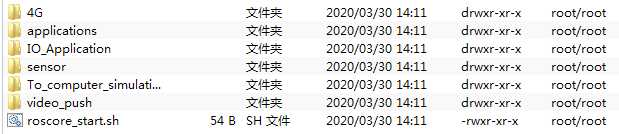 4G 文件夹 2020/03/30 14:11 drwxr-xr-x root/root
applications 文件夹 2020/03/30 14:11 drwxr-xr-x root/root
IO_Application 文件夹 2020/03/30 14:11 drwxr-xr-x root/root
sensor 文件夹 2020/03/30 14:11 drwxr-xr-x root/root
To_computer_simulati... 文件夹 2020/03/30 14:11 drwxr-xr-x root/root
video_push 文件夹 2020/03/30 14:11 drwxr-xr-x root/root
roscore_start.sh 54 B SH 文件 2020/03/30 14:11 -rwxr-xr-x root/root